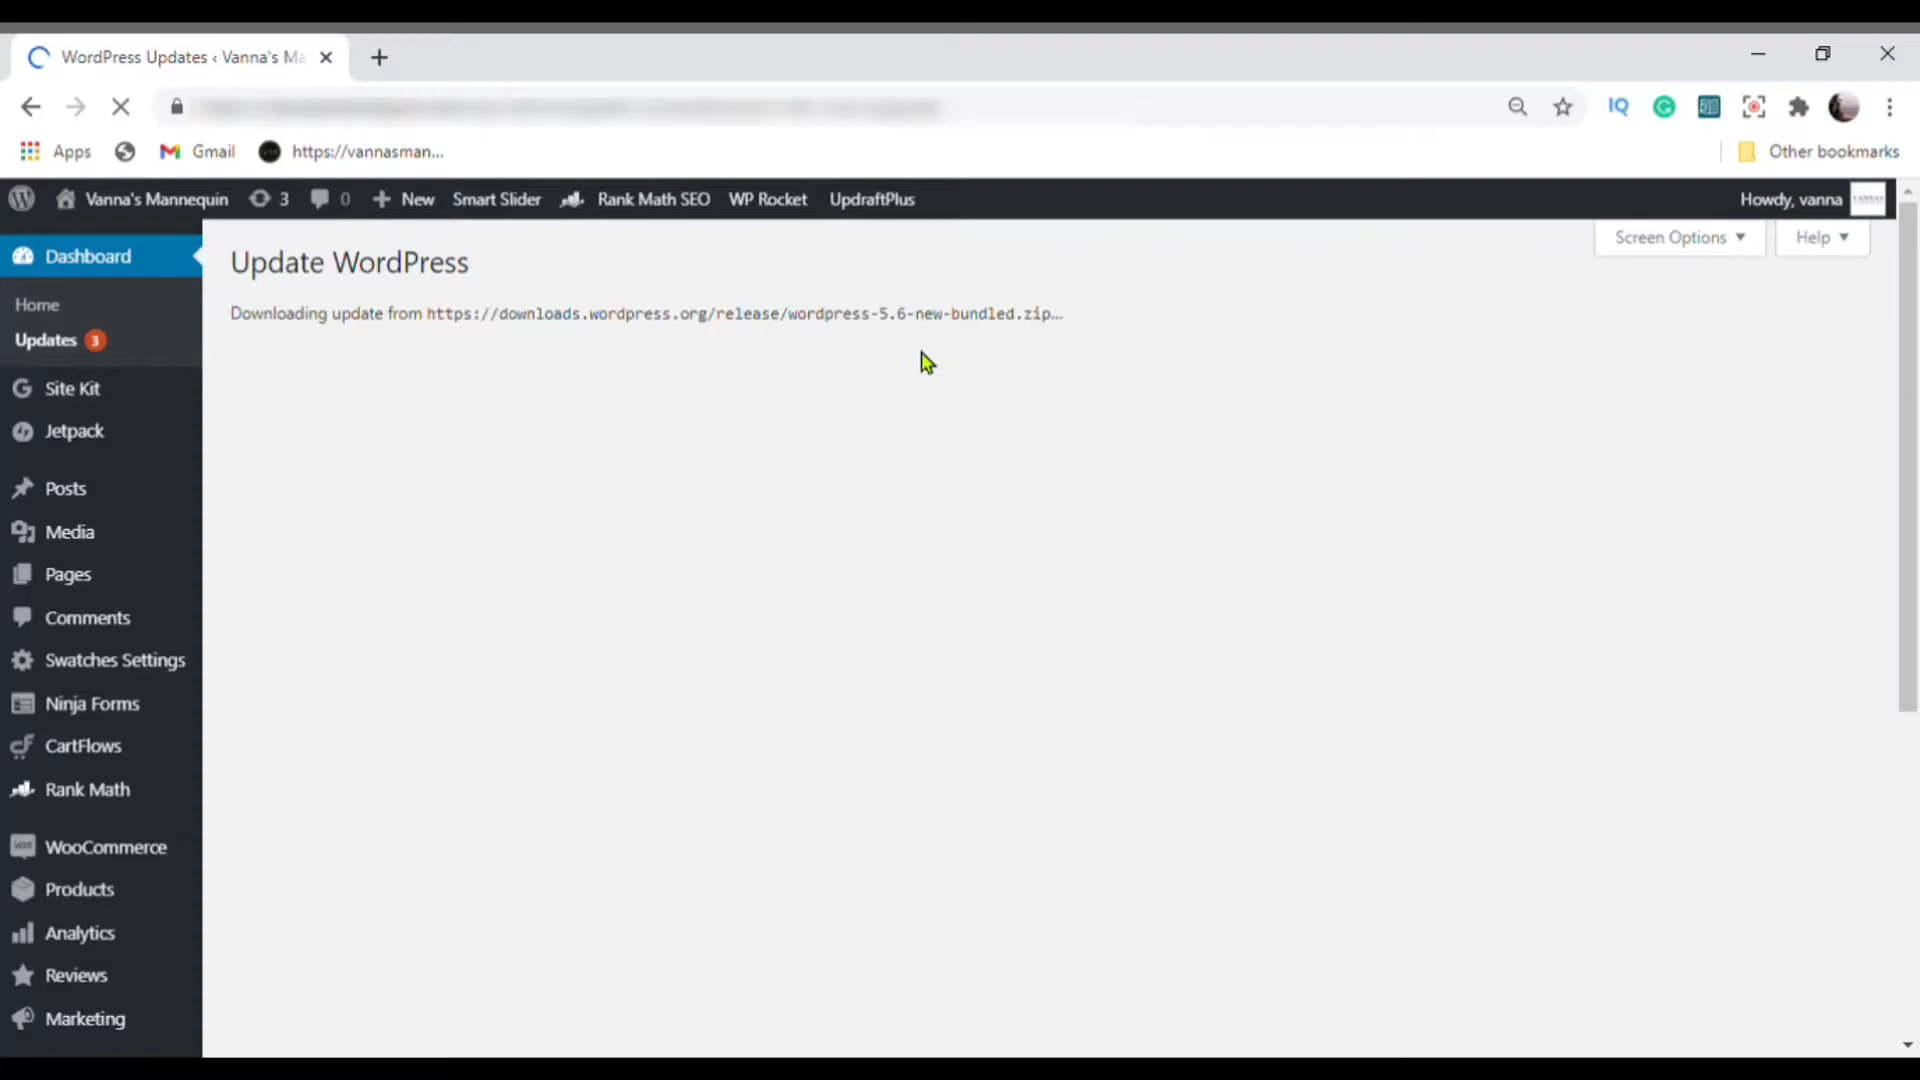 WordPress Updates ‹ Vanna's Ma
Apps
Gmail
https://vannasman...
Other bookmarks
Vanna's Mannequin 3 0 New Smart Slider Rank Math SEO WP Rocket UpdraftPlus Howdy, vanna
Screen Options Help
Dashboard
Home
Updates 3
Site Kit
Jetpack
Posts
Media
Pages
Comments
Swatches Settings
Ninja Forms
CartFlows
Rank Math
WooCommerce
Products
Analytics
Reviews
Marketing
Update WordPress
Downloading update from https://downloads.wordpress.org/release/wordpress-5.6-new-bundled.zip…
IQ